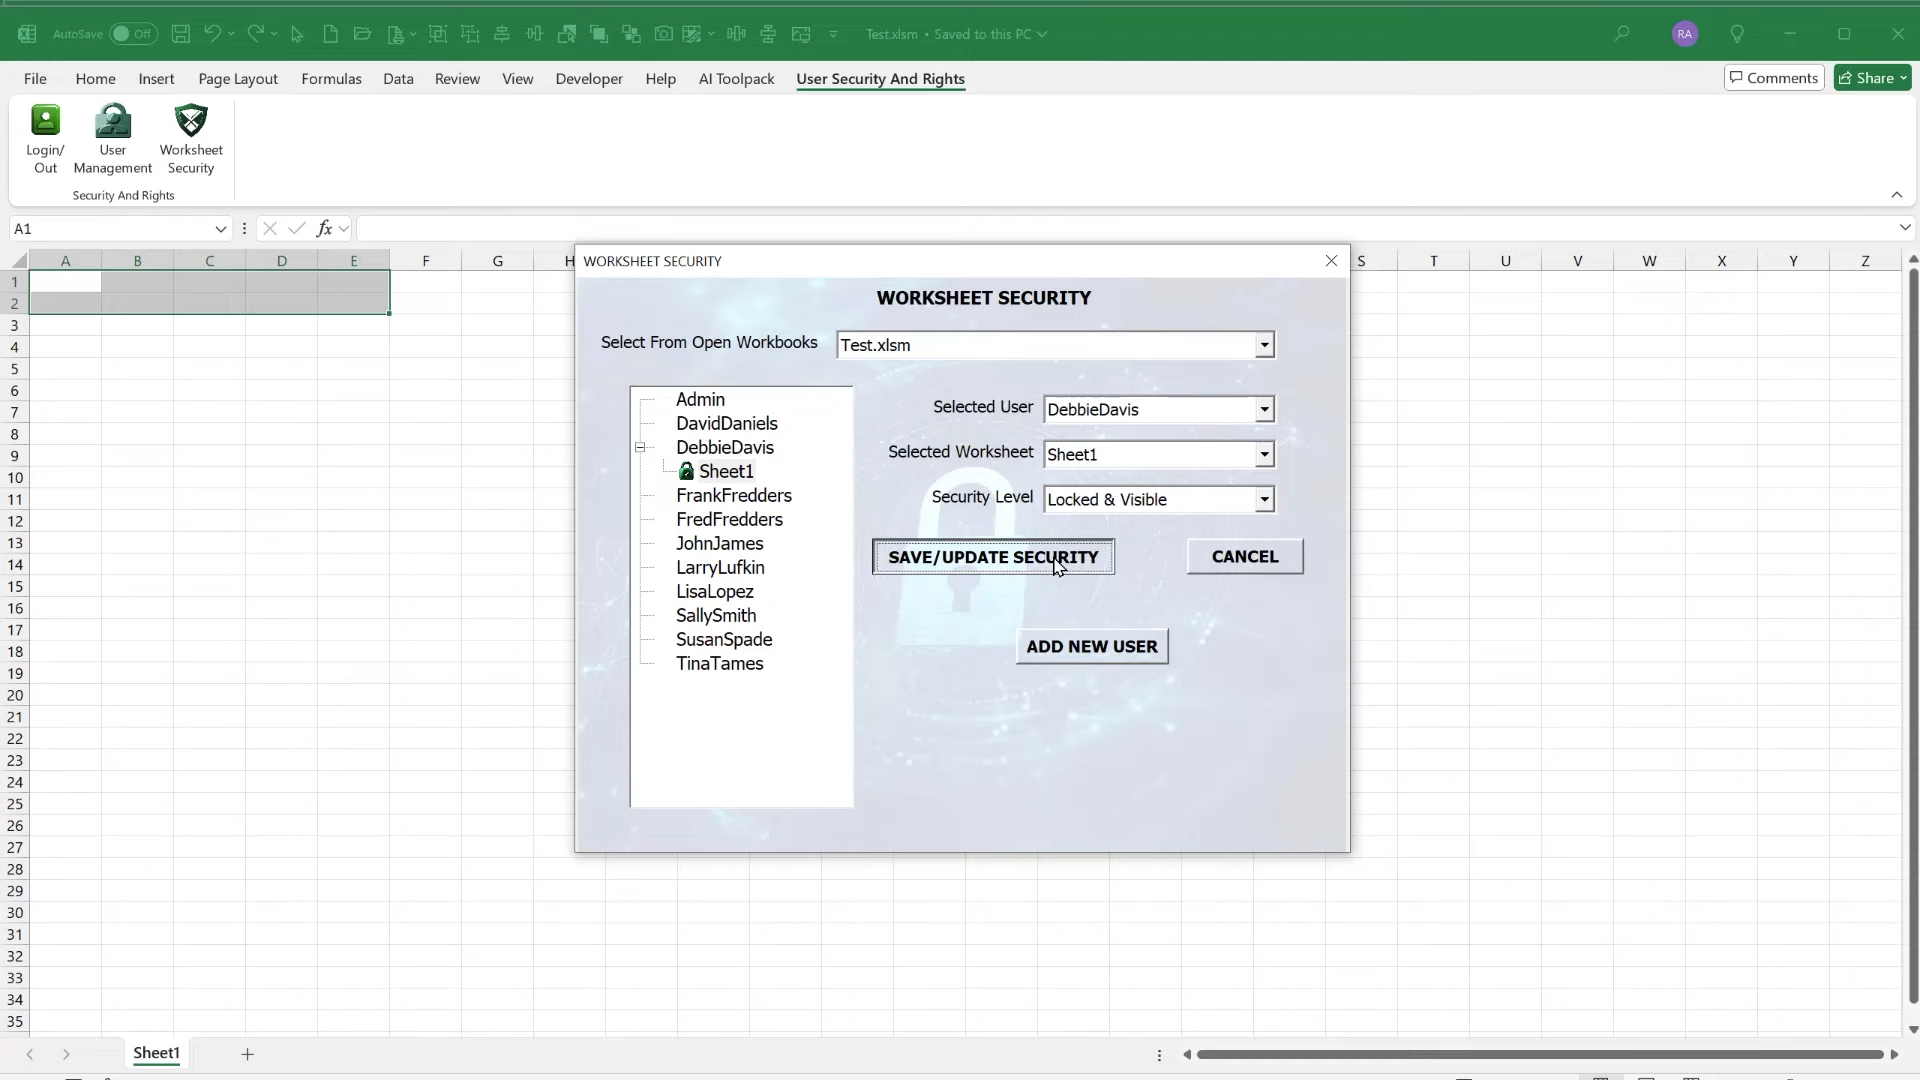 AutoSave Off Test.xlsm • Saved to this PC RA
File Home Insert Page Layout Formulas Data Review View Developer Help AI Toolpack User Security And Rights Comments Share
Login/ User Worksheet
Out Management Security
Security And Rights
A1 fx
A B C D E F G H S T U V W X Y Z
WORKSHEET SECURITY
WORKSHEET SECURITY
Select From Open Workbooks Test.xlsm
Admin
DavidDaniels
DebbieDavis
Sheet1
FrankFredders
FredFredders
JohnJames
LarryLufkin
LisaLopez
SallySmith
SusanSpade
TinaTames
Selected User DebbieDavis
Selected Worksheet Sheet1
Security Level Locked & Visible
SAVE/UPDATE SECURITY CANCEL
ADD NEW USER
1
2
3
4
5
6
7
8
9
10
11
12
13
14
15
16
17
18
19
20
21
22
23
24
25
26
27
28
29
30
31
32
33
34
35
Sheet1